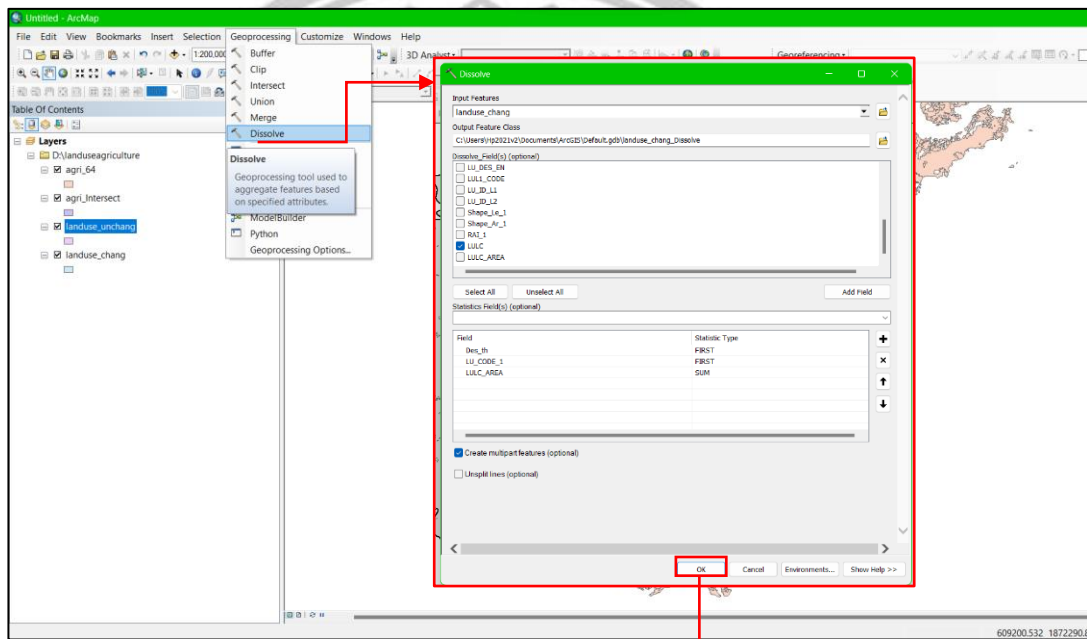 Untitled - ArcMap
File Edit View Bookmarks Insert Selection Geoprocessing Customize Windows Help
3D Analyst
Georeferencing
Table Of Contents
Layers
D:\landuseagriculture
agri_64
agri_Intersect
landuse_unchang
landuse_chang
Buffer
Clip
Intersect
Union
Merge
Dissolve
Dissolve
Geoprocessing tool used to
aggregate features based
on specified attributes.
ModelBuilder
Python
Geoprocessing Options...
Dissolve
Input Features
landuse_chang
Output Feature Class
C:\Users\Hp2021v2\Documents\ArcGIS\Default.gdb\landuse_chang_Dissolve
Dissolve_Field(s) (optional)
LU_DES_EN
LUL1_CODE
LU_ID_L1
LU_ID_L2
Shape_Le_1
Shape_Ar_1
RAI_1
LULC
LULC_AREA
Select All Unselect All Add Field
Statistics Field(s) (optional)
Field Statistic Type
Des_th FIRST
LU_CODE_1 FIRST
LULC_AREA SUM
Create multipart features (optional)
Unsplit lines (optional)
OK Cancel Environments... Show Help >>